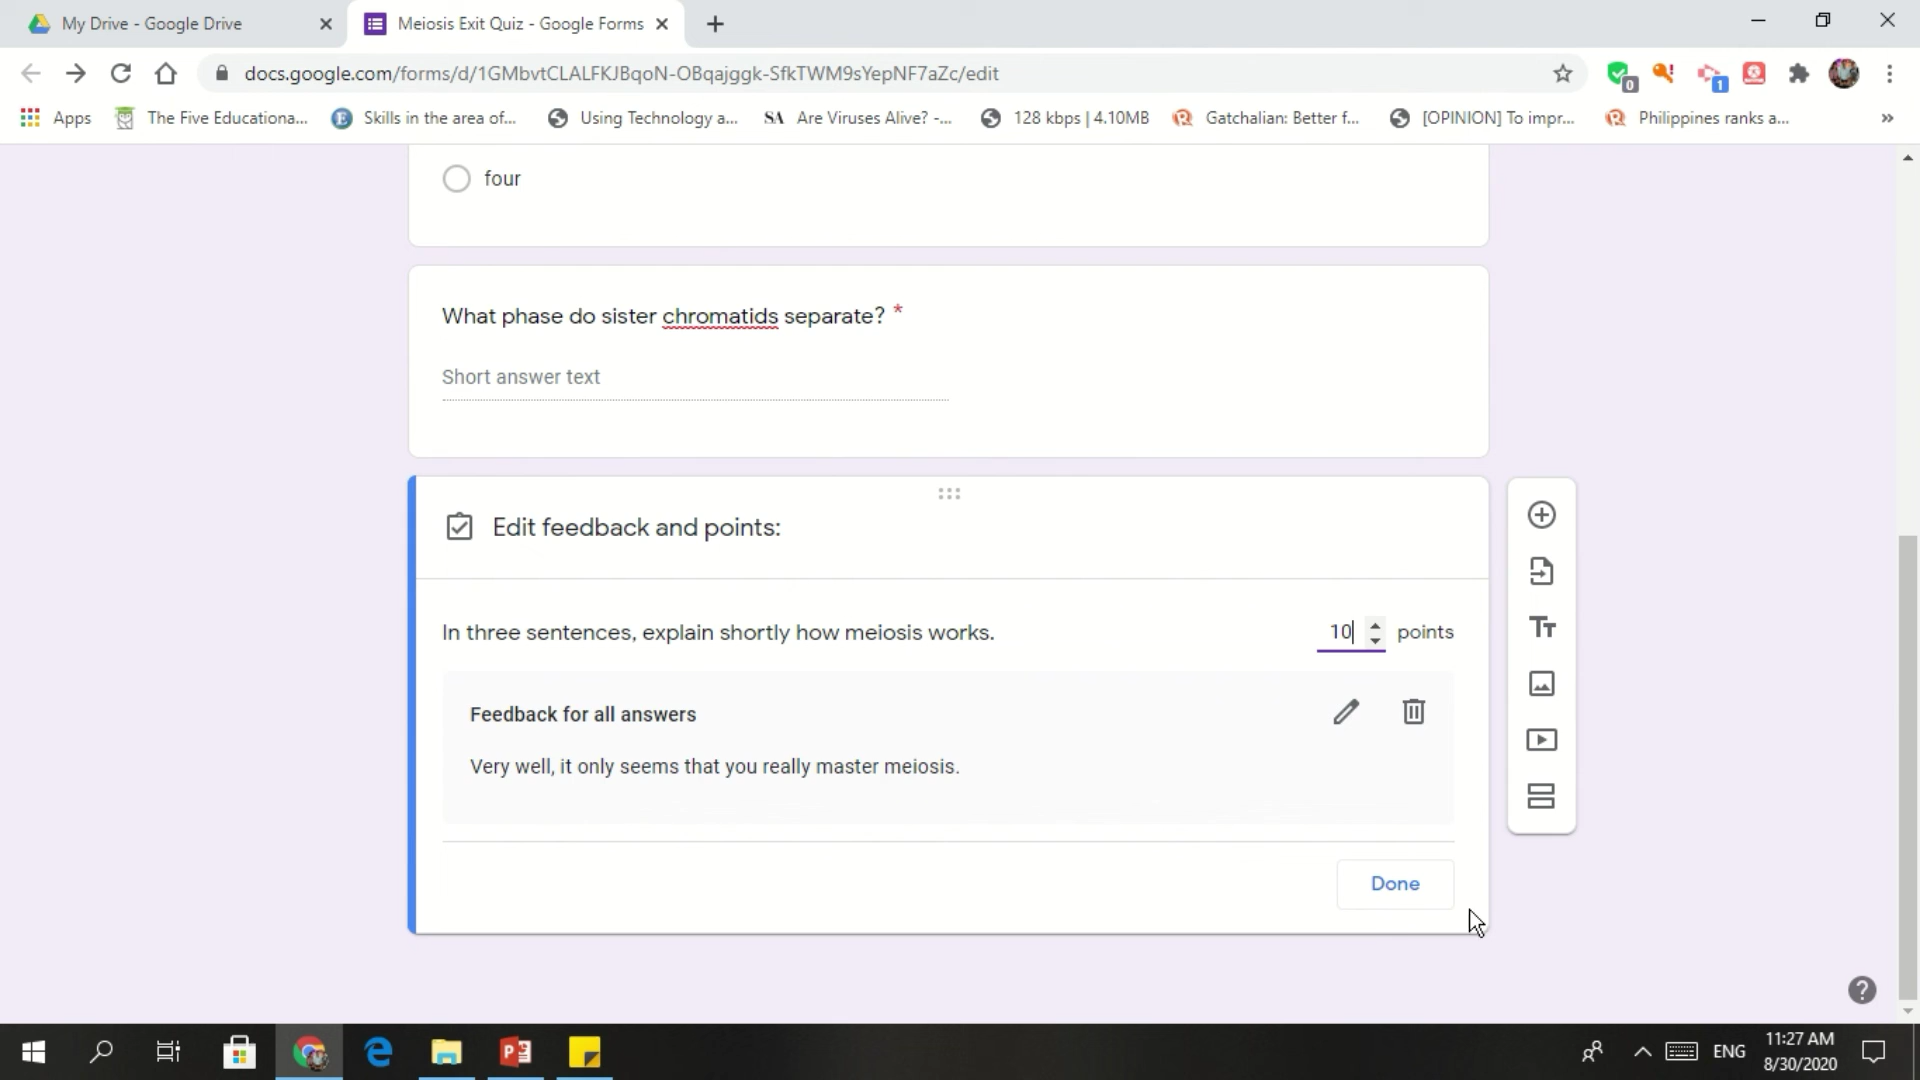 My Drive - Google Drive
Meiosis Exit Quiz - Google Forms
docs.google.com/forms/d/1GMbvtCLALFKJBqoN-OBqajggk-SfkTWM9sYepNF7aZc/edit
0
1
Apps
The Five Educationa...
Skills in the area of...
Using Technology a...
SA Are Viruses Alive? -...
128 kbps | 4.10MB
Gatchalian: Better f...
[OPINION] To impr...
Philippines ranks a...
»
four
What phase do sister chromatids separate? *
Short answer text
Edit feedback and points:
In three sentences, explain shortly how meiosis works.
10 points
Feedback for all answers
Very well, it only seems that you really master meiosis.
Done
ENG
11:27 AM
8/30/2020